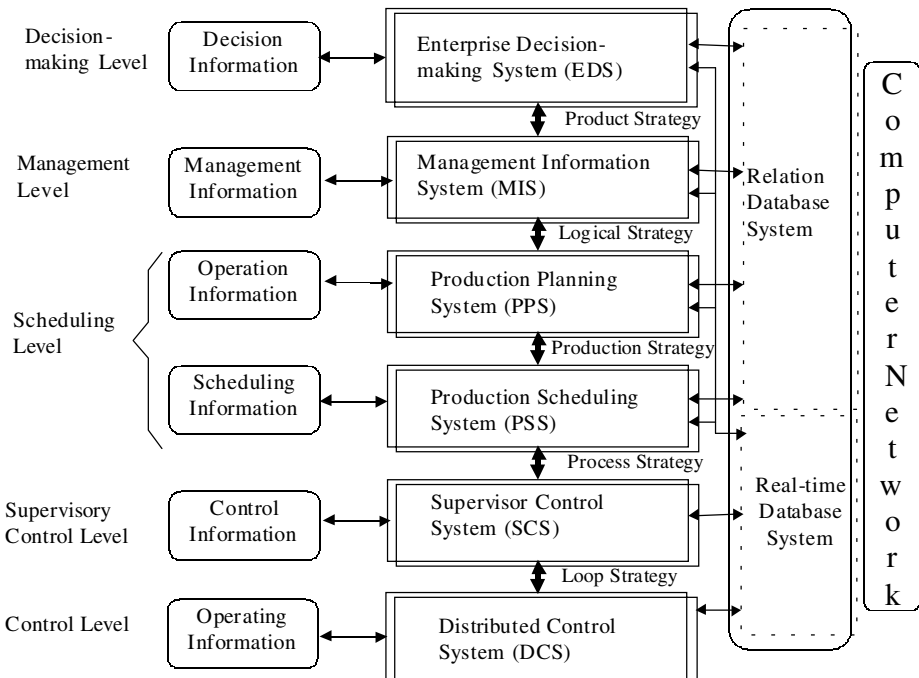 Decision-
making Level
Decision
Information
Enterprise Decision-
making System (EDS)
Product Strategy
Management
Level
Management
Information
Management Information
System (MIS)
Logical Strategy
Scheduling
Level
Operation
Information
Production Planning
System (PPS)
Production Strategy
Scheduling
Information
Production Scheduling
System (PSS)
Process Strategy
Supervisory
Control Level
Control
Information
Supervisor Control
System (SCS)
Loop Strategy
Control Level
Operating
Information
Distributed Control
System (DCS)
Relation
Database
System
Real-time
Database
System
Computer Network